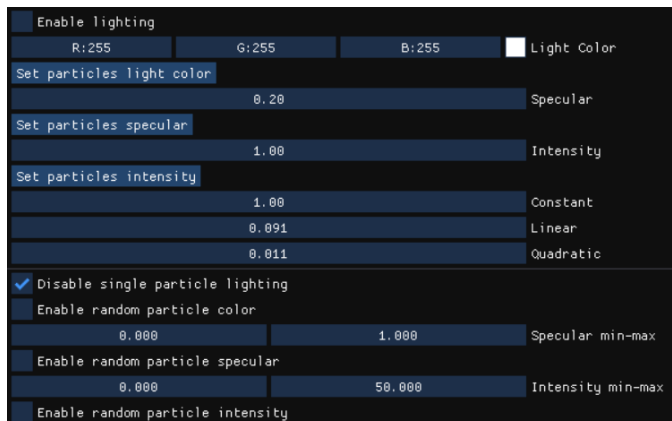 Enable lighting
R:255 G:255 B:255 Light Color
Set particles light color
0.20 Specular
Set particles specular
1.00 Intensity
Set particles intensity
1.00 Constant
0.091 Linear
0.011 Quadratic
Disable single particle lighting
Enable random particle color
0.000 1.000 Specular min-max
Enable random particle specular
0.000 50.000 Intensity min-max
Enable random particle intensity